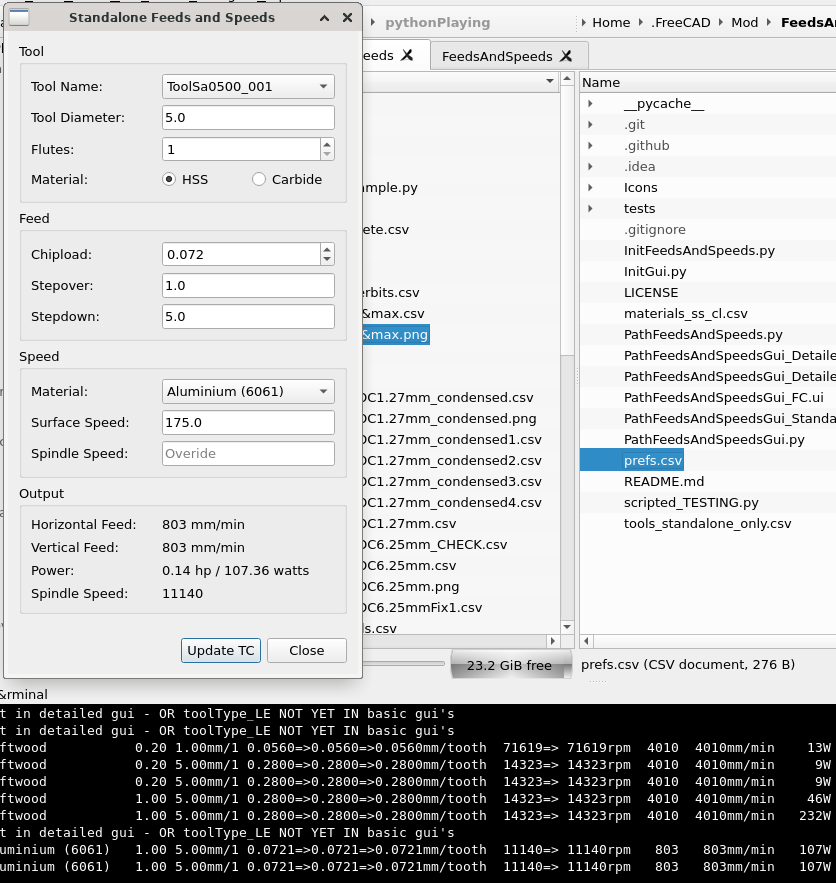 Standalone Feeds and Speeds
Tool
Tool Name: ToolSa0500_001
Tool Diameter: 5.0
Flutes: 1
Material: HSS Carbide
Feed
Chipload: 0.072
Stepover: 1.0
Stepdown: 5.0
Speed
Material: Aluminium (6061)
Surface Speed: 175.0
Spindle Speed: Overide
Output
Horizontal Feed: 803 mm/min
Vertical Feed: 803 mm/min
Power: 0.14 hp / 107.36 watts
Spindle Speed: 11140
Update TC Close
pythonPlaying
eeds FeedsAndSpeeds
mple.py
ete.csv
rbits.csv
&max.csv
&max.png
DC1.27mm_condensed.csv
DC1.27mm_condensed.png
DC1.27mm_condensed1.csv
DC1.27mm_condensed2.csv
DC1.27mm_condensed3.csv
DC1.27mm_condensed4.csv
DC1.27mm.csv
DC6.25mm_CHECK.csv
DC6.25mm.csv
DC6.25mm.png
DC6.25mmFix1.csv
ls.csv
23.2 GiB free
Home .FreeCAD Mod FeedsAn
Name
__pycache__
.git
.github
.idea
Icons
tests
.gitignore
InitFeedsAndSpeeds.py
InitGui.py
LICENSE
materials_ss_cl.csv
PathFeedsAndSpeeds.py
PathFeedsAndSpeedsGui_Detaile
PathFeedsAndSpeedsGui_Detaile
PathFeedsAndSpeedsGui_FC.ui
PathFeedsAndSpeedsGui_Standa
PathFeedsAndSpeedsGui.py
prefs.csv
README.md
scripted_TESTING.py
tools_standalone_only.csv
prefs.csv (CSV document, 276 B)
&rminal
t in detailed gui - OR toolType_LE NOT YET IN basic gui's
t in detailed gui - OR toolType_LE NOT YET IN basic gui's
ftwood 0.20 1.00mm/1 0.0560=>0.0560=>0.0560mm/tooth 71619=> 71619rpm 4010 4010mm/min 13W
ftwood 0.20 5.00mm/1 0.2800=>0.2800=>0.2800mm/tooth 14323=> 14323rpm 4010 4010mm/min 9W
ftwood 0.20 5.00mm/1 0.2800=>0.2800=>0.2800mm/tooth 14323=> 14323rpm 4010 4010mm/min 9W
ftwood 1.00 5.00mm/1 0.2800=>0.2800=>0.2800mm/tooth 14323=> 14323rpm 4010 4010mm/min 46W
ftwood 1.00 5.00mm/1 0.2800=>0.2800=>0.2800mm/tooth 14323=> 14323rpm 4010 4010mm/min 232W
t in detailed gui - OR toolType_LE NOT YET IN basic gui's
uminium (6061) 1.00 5.00mm/1 0.0721=>0.0721=>0.0721mm/tooth 11140=> 11140rpm 803 803mm/min 107W
uminium (6061) 1.00 5.00mm/1 0.0721=>0.0721=>0.0721mm/tooth 11140=> 11140rpm 803 803mm/min 107W